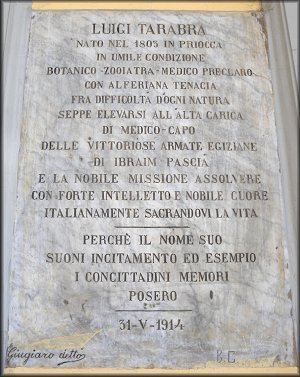 LUIGI TARABRA
NATO NEL 1805 IN PRIOCCA
IN UMILE CONDIZIONE
BOTANICO-ZOOIATRA-MEDICO PRECLARO
CON ALFERIANA TENACIA
FRA DIFFICOLTÀ D'OGNI NATURA
SEPPE ELEVARSI ALL'ALTA CARICA
DI MEDICO-CAPO
DELLE VITTORIOSE ARMATE EGIZIANE
DI IBRAIM PASCIÀ
E LA NOBILE MISSIONE ASSOLVERE
CON FORTE INTELLETTO E NOBILE CUORE
ITALIANAMENTE SACRANDOVI LA VITA
PERCHÈ IL NOME SUO
SUONI INCITAMENTO ED ESEMPIO
I CONCITTADINI MEMORI
POSERO
31-V-1914
Giugiaro dettò
B.C